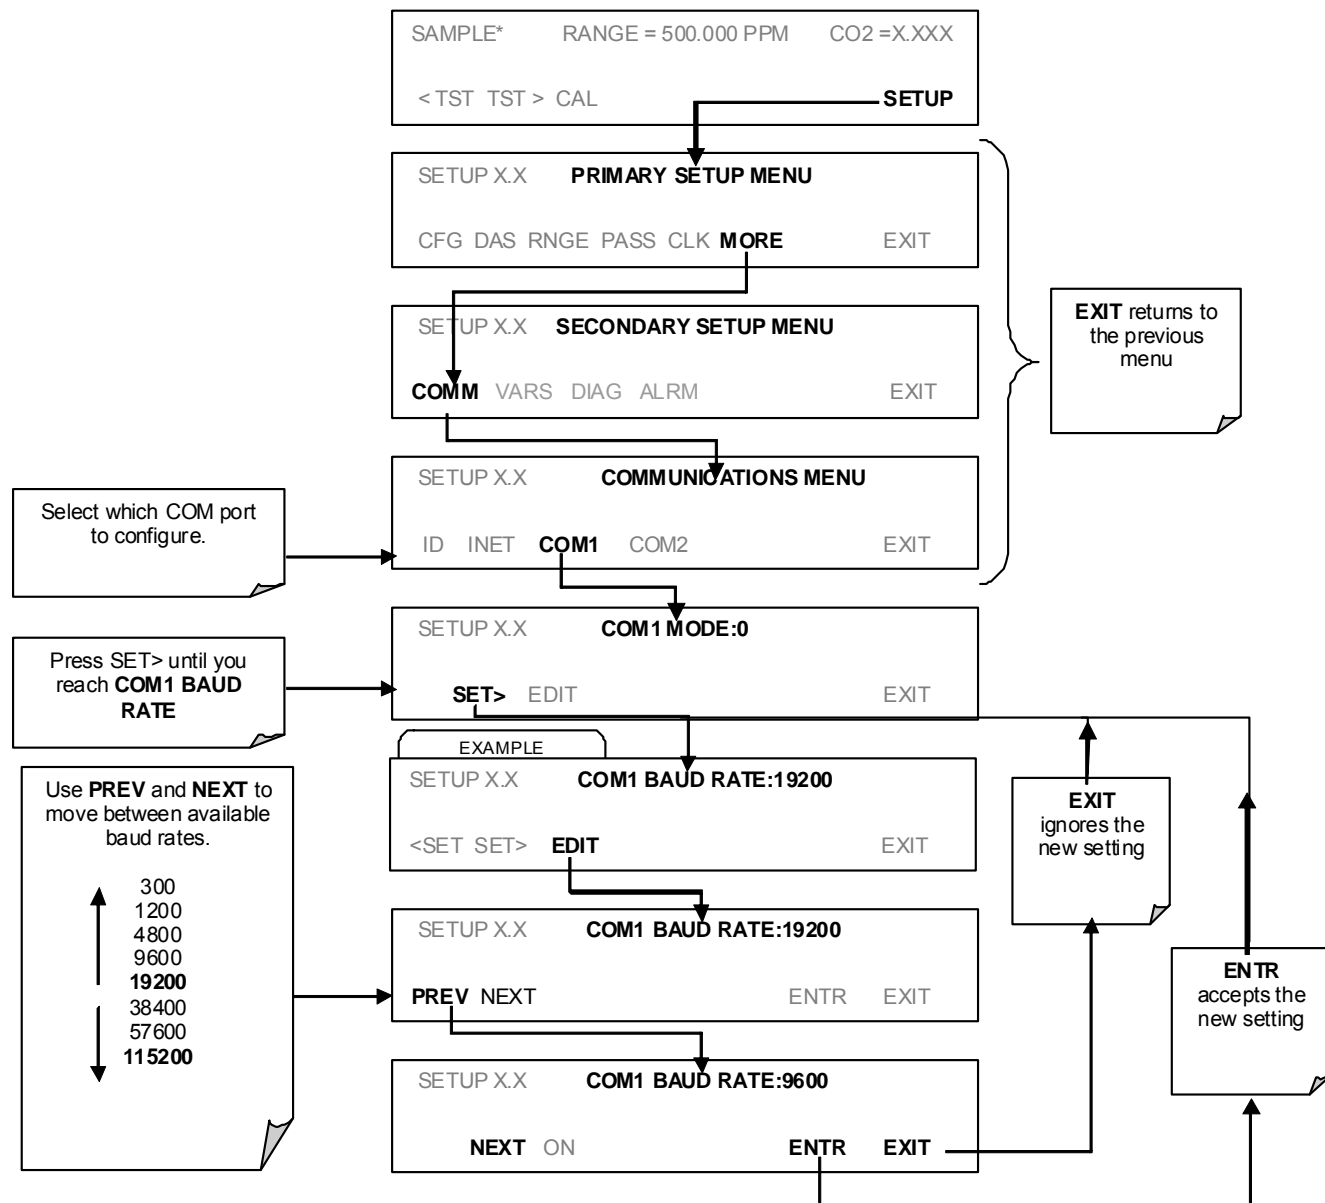 SAMPLE* RANGE = 500.000 PPM CO2 =X.XXX
< TST TST > CAL SETUP
SETUP X.X PRIMARY SETUP MENU
CFG DAS RNGE PASS CLK MORE EXIT
SETUP X.X SECONDARY SETUP MENU
COMM VARS DIAG ALRM EXIT
EXIT returns to
the previous
menu
SETUP X.X COMMUNICATIONS MENU
ID INET COM1 COM2 EXIT
Select which COM port
to configure.
SETUP X.X COM1 MODE:0
SET> EDIT EXIT
Press SET> until you
reach COM1 BAUD
RATE
EXAMPLE
SETUP X.X COM1 BAUD RATE:19200
<SET SET> EDIT EXIT
Use PREV and NEXT to
move between available
baud rates.
300
1200
4800
9600
19200
38400
57600
115200
EXIT
ignores the
new setting
SETUP X.X COM1 BAUD RATE:19200
PREV NEXT ENTR EXIT
ENTR
accepts the
new setting
SETUP X.X COM1 BAUD RATE:9600
NEXT ON ENTR EXIT